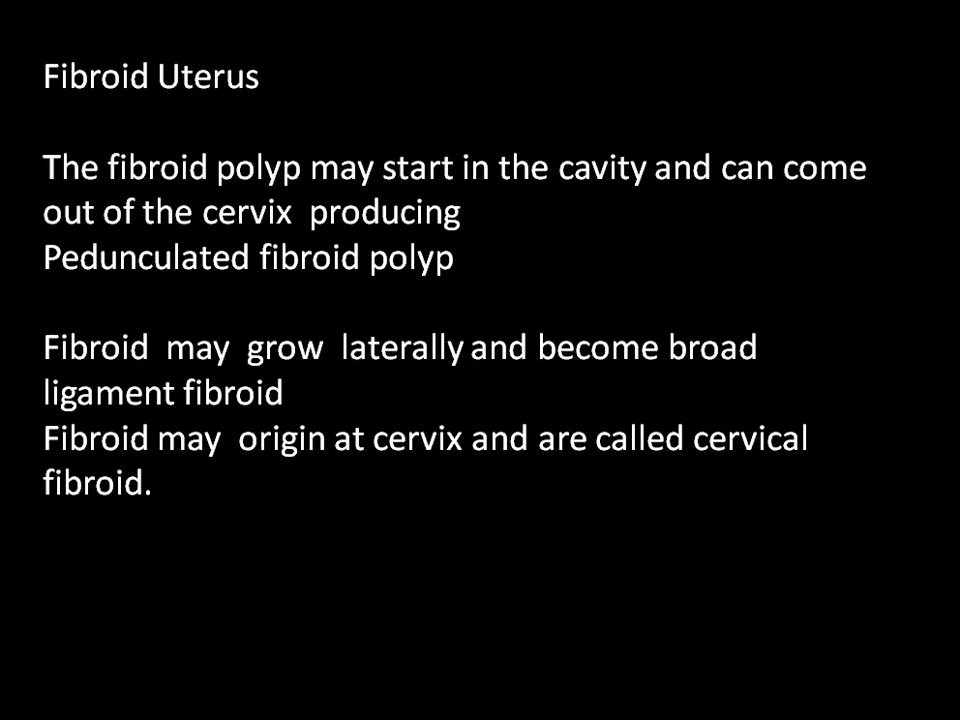 Fibroid Uterus
The fibroid polyp may start in the cavity and can come
out of the cervix  producing
Pedunculated fibroid polyp
Fibroid  may  grow  laterally and become broad
ligament fibroid
Fibroid may  origin at cervix and are called cervical
fibroid.